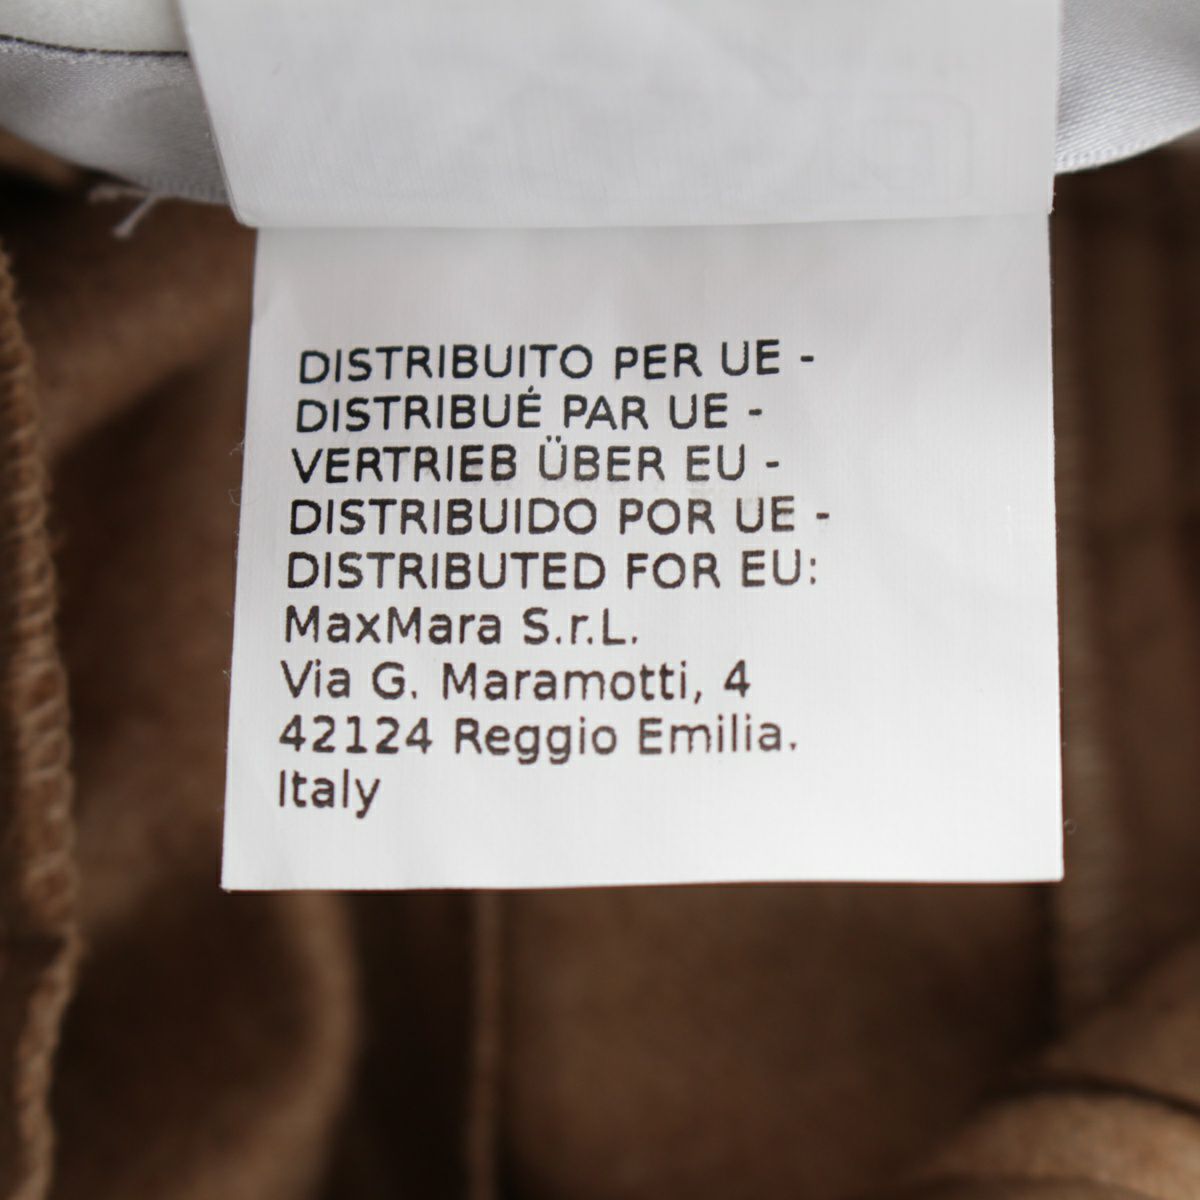 DISTRIBUITO PER UE -
DISTRIBUÉ PAR UE -
VERTRIEB ÜBER EU -
DISTRIBUIDO POR UE -
DISTRIBUTED FOR EU:
MaxMara S.r.L.
Via G. Maramotti, 4
42124 Reggio Emilia.
Italy